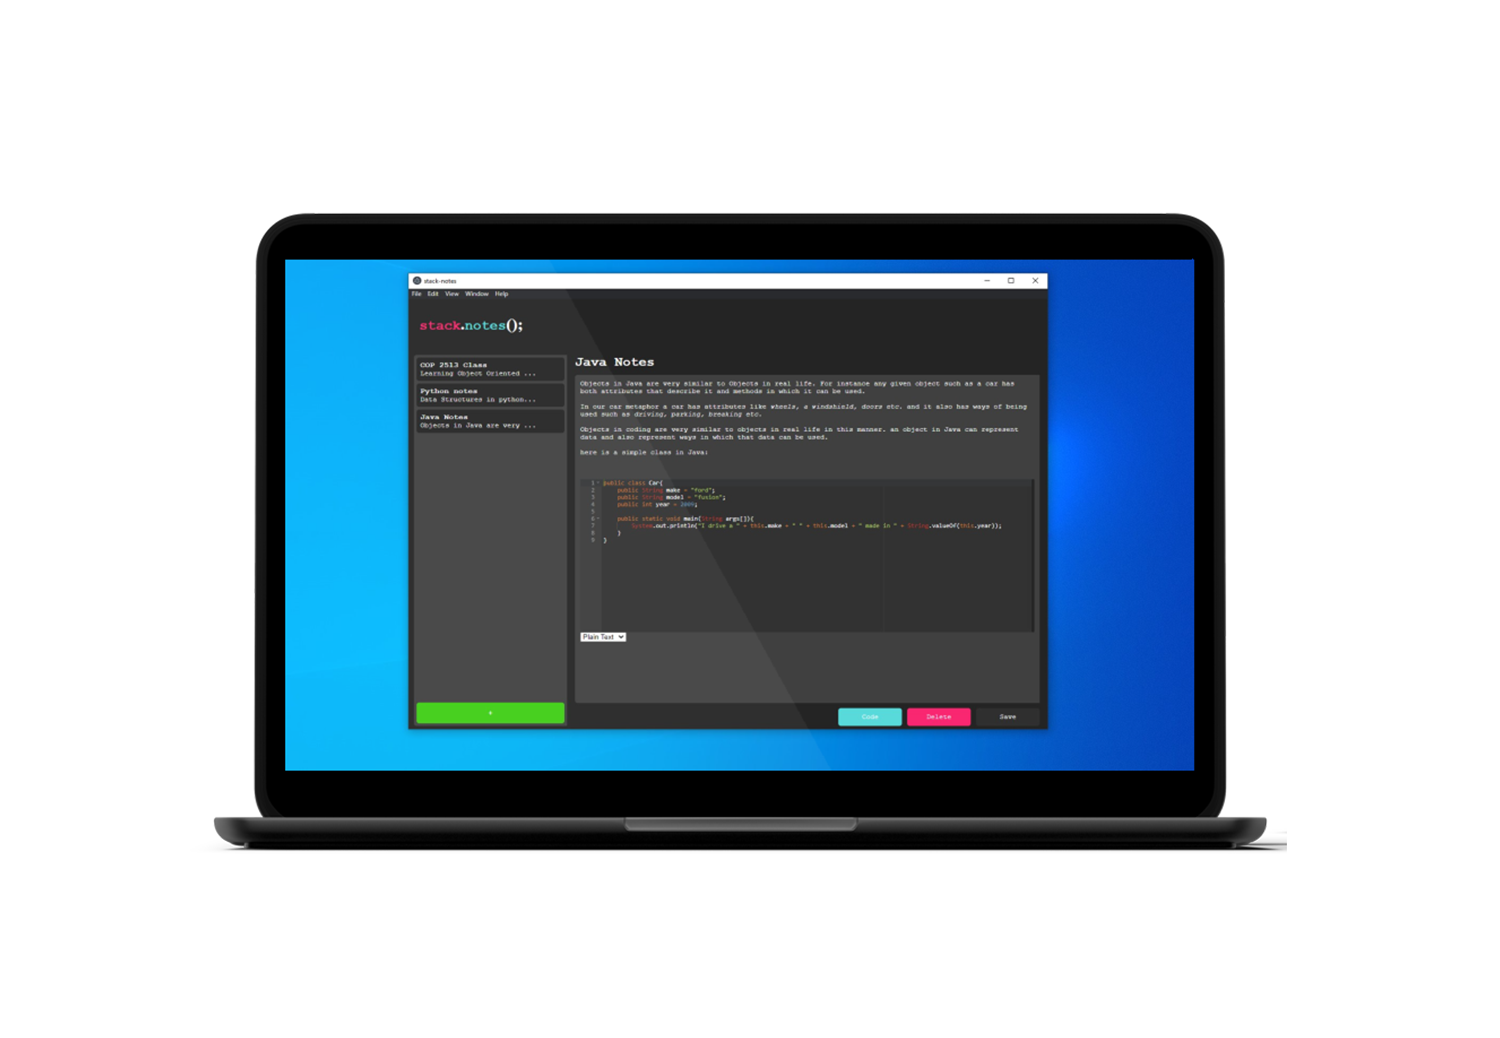 stack-notes
File Edit View Window Help
stack.notes();
COP 2513 Class
Learning Object Oriented ...
Python notes
Data Structures in python...
Java Notes
Objects in Java are very ...
+
Java Notes
Objects in Java are very similar to Objects in real life. For instance any given object such as a car has
both attributes that describe it and methods in which it can be used.
In our car metaphor a car has attributes like wheels, a windshield, doors etc. and it also has ways of being
used such as driving, parking, breaking etc.
Objects in coding are very similar to objects in real life in this manner. an object in Java can represent
data and also represent ways in which that data can be used.
here is a simple class in Java:
1 public class Car{
2 public String make = "ford";
3 public String model = "fusion";
4 public int year = 2009;
5
6 public static void main(String args[]){
7 System.out.println("I drive a " + this.make + " " + this.model + " made in " + String.valueOf(this.year));
8 }
9 }
Plain Text
Code Delete Save